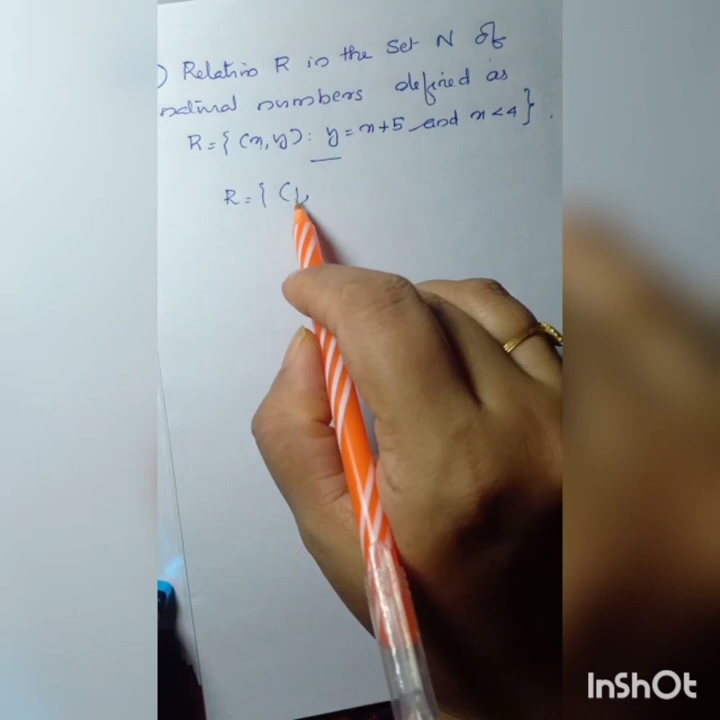 ) Relation R in the set N of
natural numbers defined as
R = { (x, y) : y = x + 5 and x < 4 } .
R = { (1,
InShOt